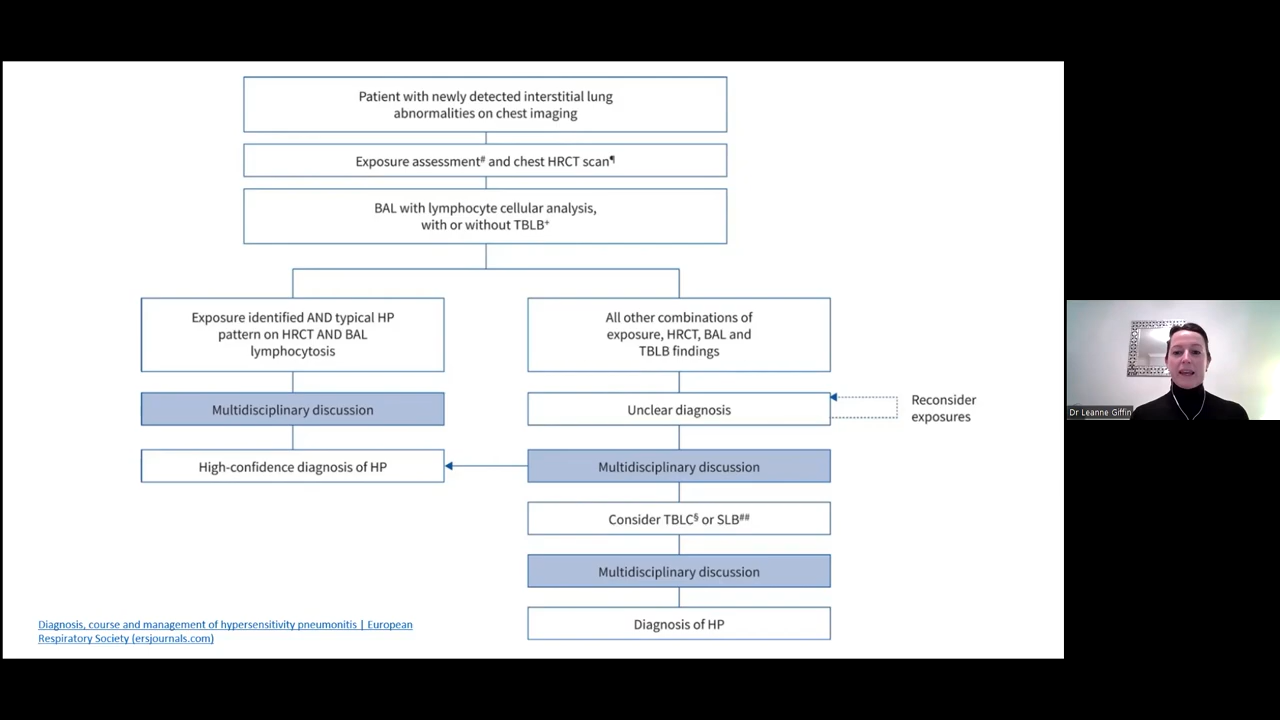 Patient with newly detected interstitial lung
abnormalities on chest imaging
Exposure assessment# and chest HRCT scan¶
BAL with lymphocyte cellular analysis,
with or without TBLB+
Exposure identified AND typical HP
pattern on HRCT AND BAL
lymphocytosis
All other combinations of
exposure, HRCT, BAL and
TBLB findings
Multidisciplinary discussion
Unclear diagnosis
Reconsider
exposures
High-confidence diagnosis of HP
Multidisciplinary discussion
Consider TBLC§ or SLB##
Multidisciplinary discussion
Diagnosis of HP
Diagnosis, course and management of hypersensitivity pneumonitis | European
Respiratory Society (ersjournals.com)
Dr Leanne Giffin